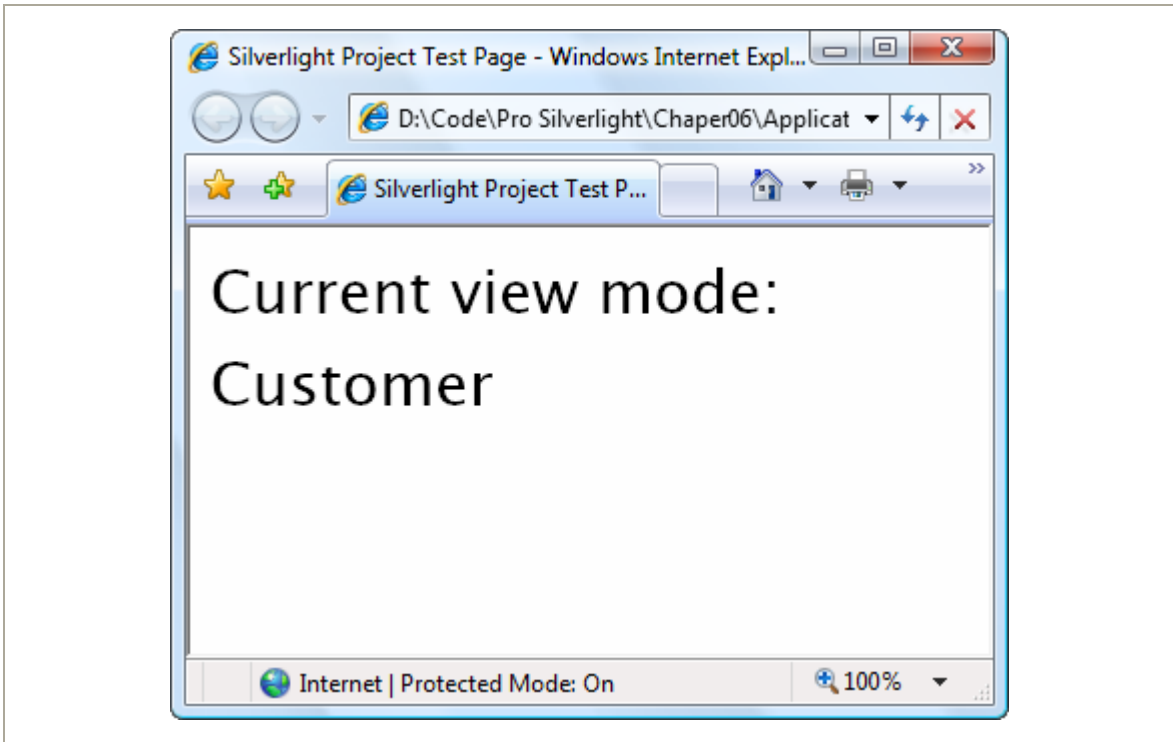 Silverlight Project Test Page - Windows Internet Expl...
D:\Code\Pro Silverlight\Chaper06\Applicat
Silverlight Project Test P...
Current view mode:
Customer
Internet | Protected Mode: On
100%